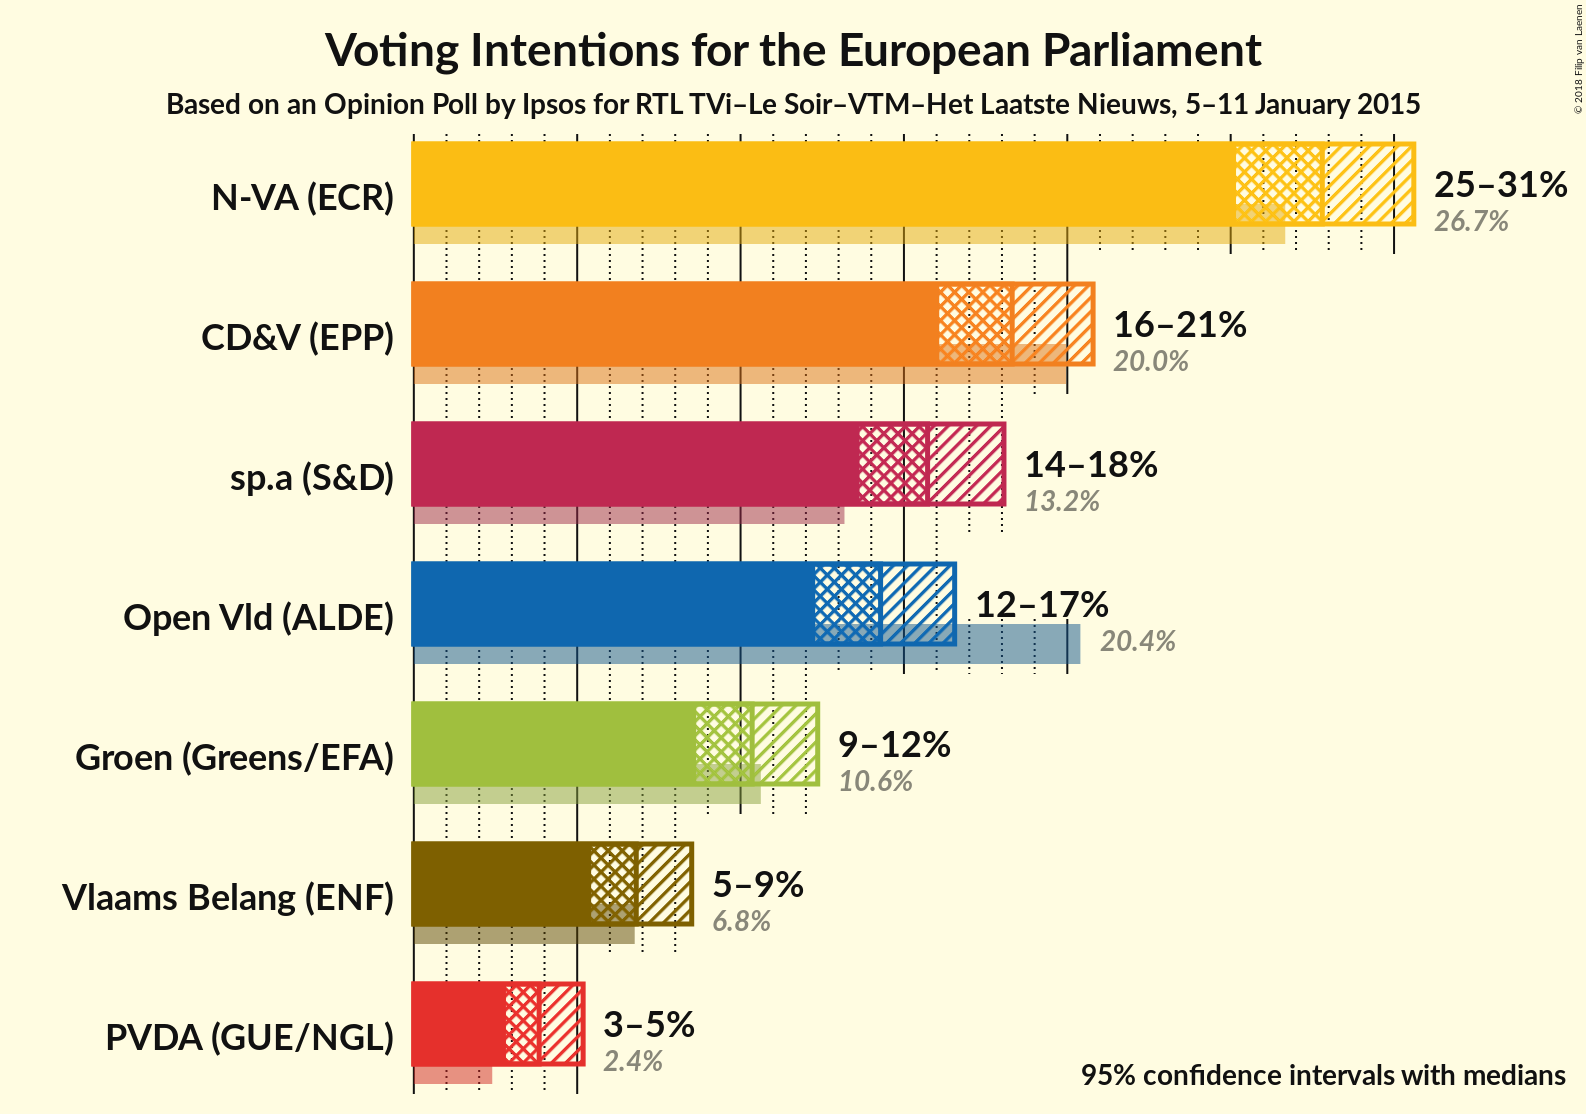 Voting Intentions for the European Parliament
Based on an Opinion Poll by Ipsos for RTL TVi–Le Soir–VTM–Het Laatste Nieuws, 5–11 January 2015
© 2018 Filip van Laenen
N-VA (ECR)
25–31%
26.7%
CD&V (EPP)
16–21%
20.0%
sp.a (S&D)
14–18%
13.2%
Open Vld (ALDE)
12–17%
20.4%
Groen (Greens/EFA)
9–12%
10.6%
Vlaams Belang (ENF)
5–9%
6.8%
PVDA (GUE/NGL)
3–5%
2.4%
95% confidence intervals with medians